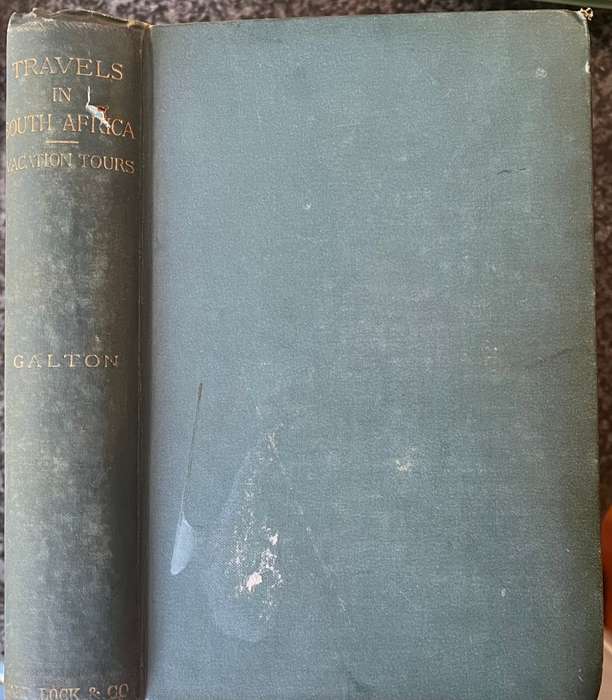 TRAVELS
IN
SOUTH AFRICA
VACATION TOURS
GALTON
LOCK & CO